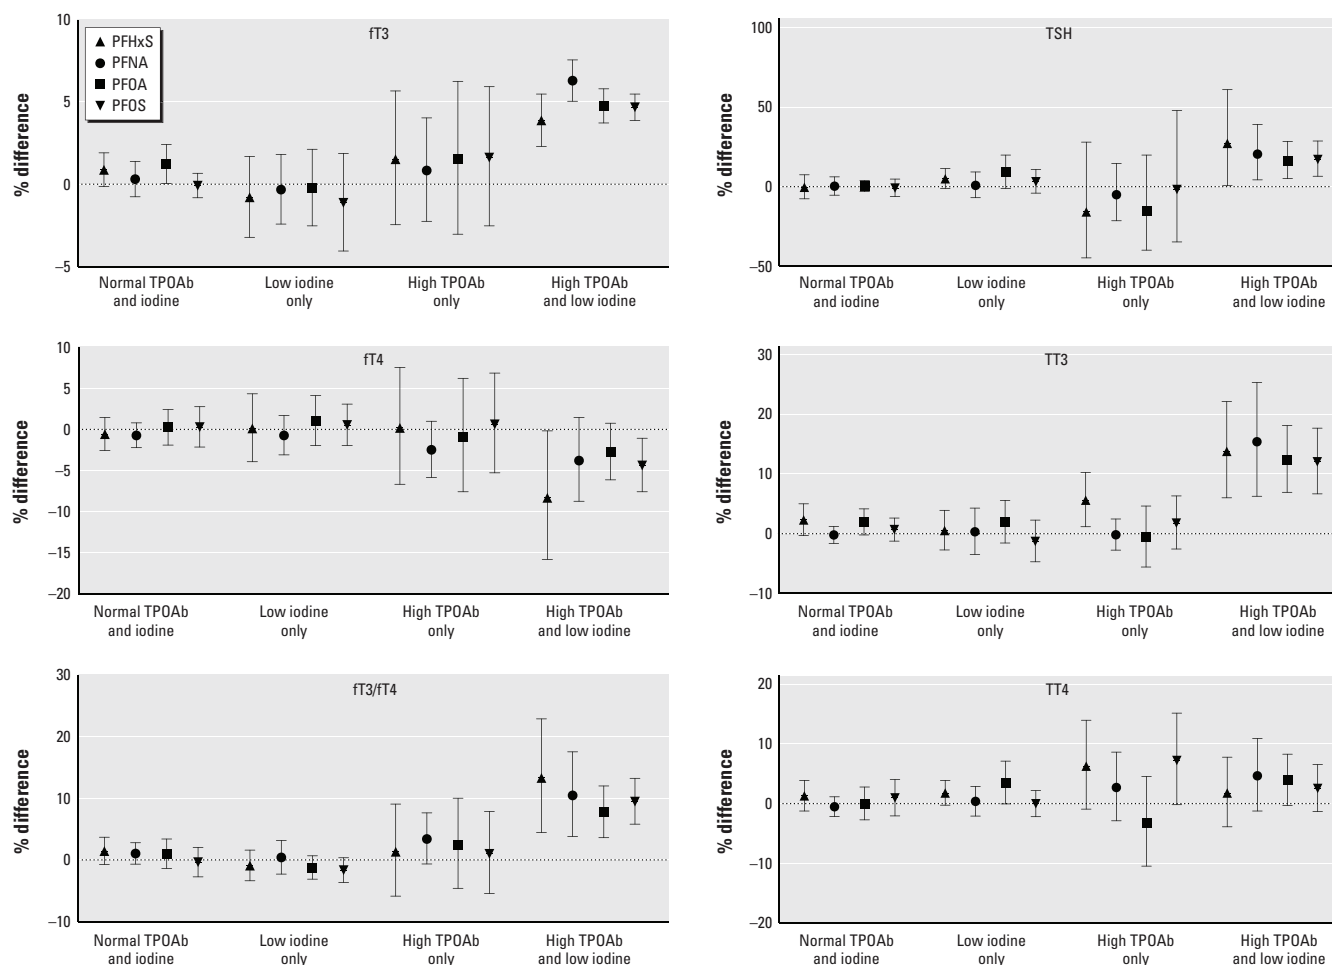 fT3
PFHxS
PFNA
PFOA
PFOS
% difference
10
5
0
–5
Normal TPOAb
and iodine
Low iodine
only
High TPOAb
only
High TPOAb
and low iodine
TSH
% difference
100
50
0
–50
Normal TPOAb
and iodine
Low iodine
only
High TPOAb
only
High TPOAb
and low iodine
fT4
% difference
10
5
0
–5
–10
–15
–20
Normal TPOAb
and iodine
Low iodine
only
High TPOAb
only
High TPOAb
and low iodine
TT3
% difference
30
20
10
0
–10
Normal TPOAb
and iodine
Low iodine
only
High TPOAb
only
High TPOAb
and low iodine
fT3/fT4
% difference
30
20
10
0
–10
Normal TPOAb
and iodine
Low iodine
only
High TPOAb
only
High TPOAb
and low iodine
TT4
% difference
20
10
0
–10
–20
Normal TPOAb
and iodine
Low iodine
only
High TPOAb
only
High TPOAb
and low iodine